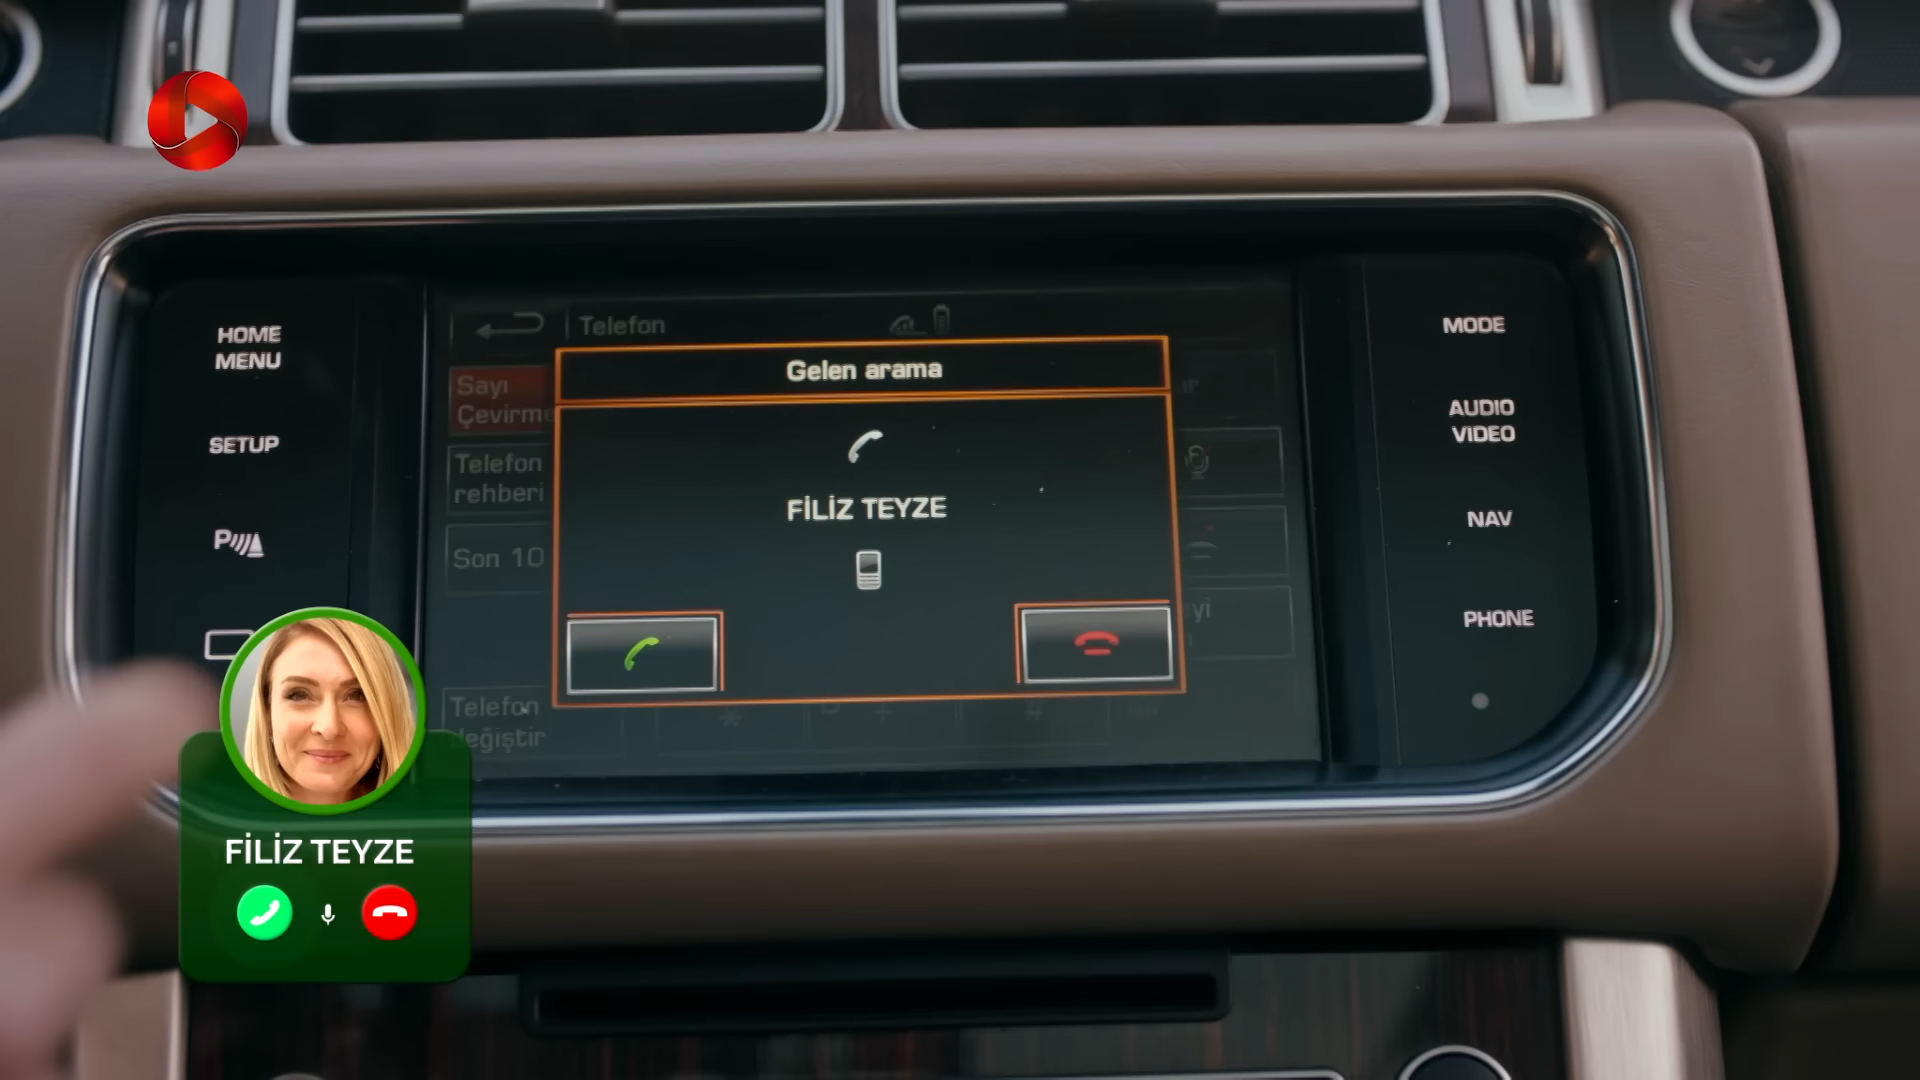 HOME
MENU
SETUP
P
Telefon
Sayı
Çevirme
Telefon
rehberi
Son 10
Telefon
değiştir
Gelen arama
FİLİZ TEYZE
yi
*
#
MODE
AUDIO
VIDEO
NAV
PHONE
FİLİZ TEYZE